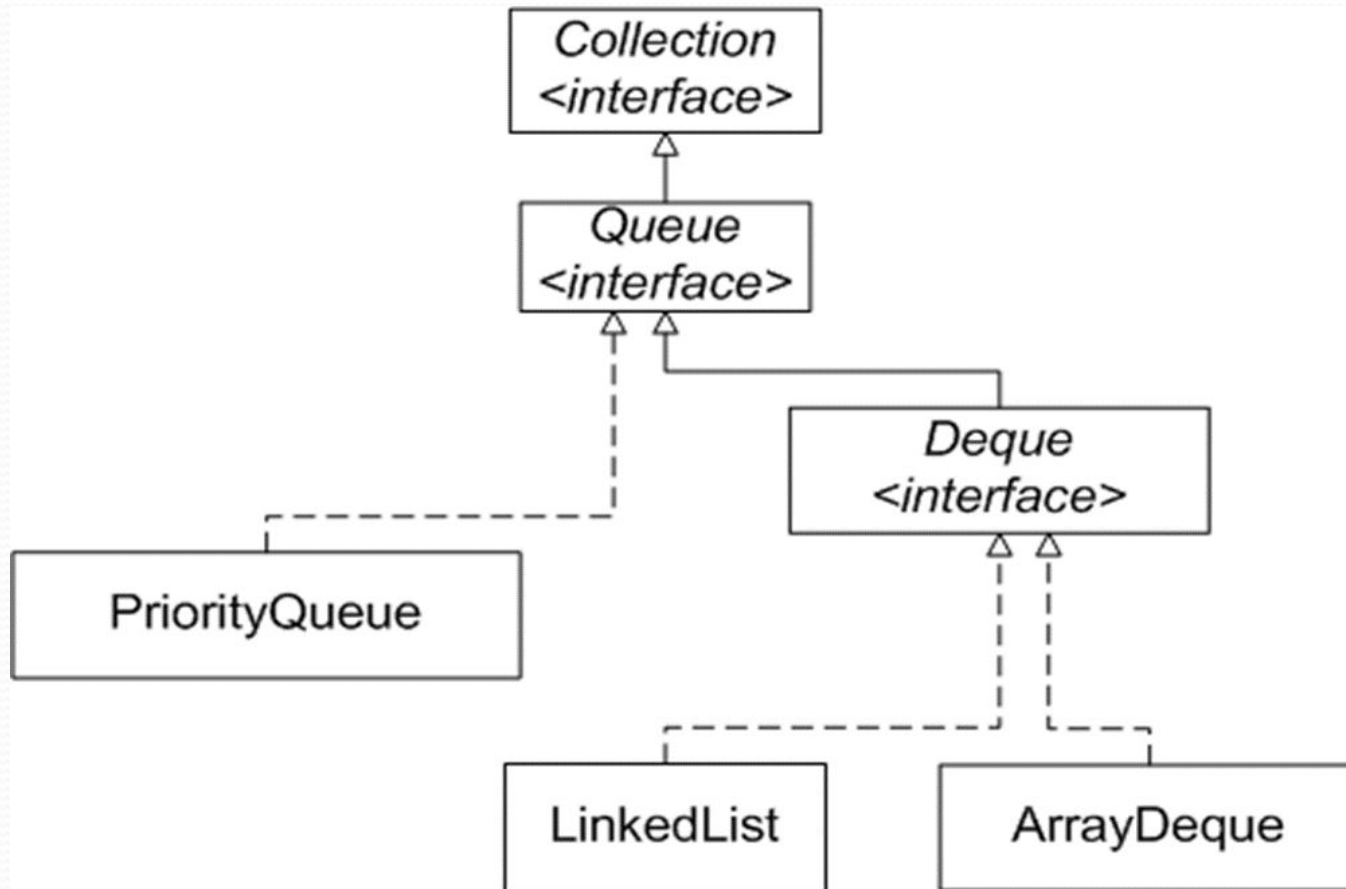 Collection
<interface>
Queue
<interface>
Deque
<interface>
PriorityQueue
LinkedList
ArrayDeque